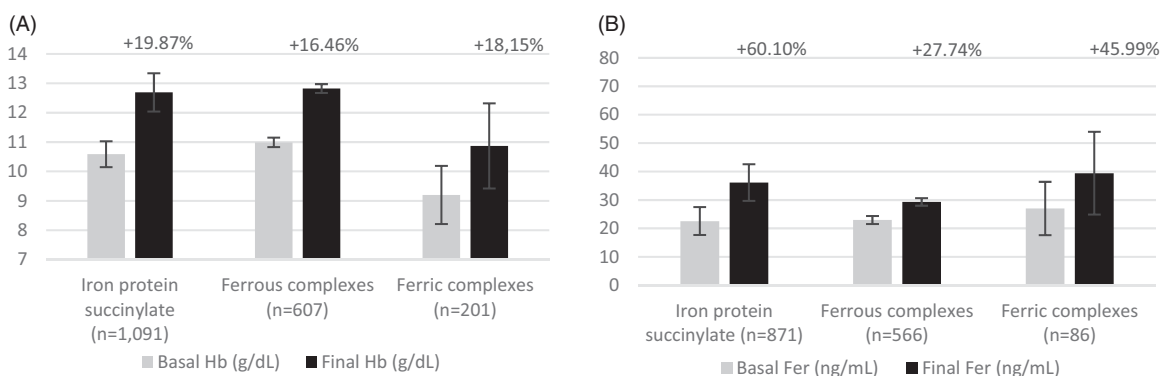 (A)
+19.87% +16.46% +18,15%
14
13
12
11
10
9
8
7
Iron protein succinylate (n=1,091)
Ferrous complexes (n=607)
Ferric complexes (n=201)
Basal Hb (g/dL) Final Hb (g/dL)
(B)
+60.10% +27.74% +45.99%
80
70
60
50
40
30
20
10
0
Iron protein succinylate (n=871)
Ferrous complexes (n=566)
Ferric complexes (n=86)
Basal Fer (ng/mL) Final Fer (ng/mL)